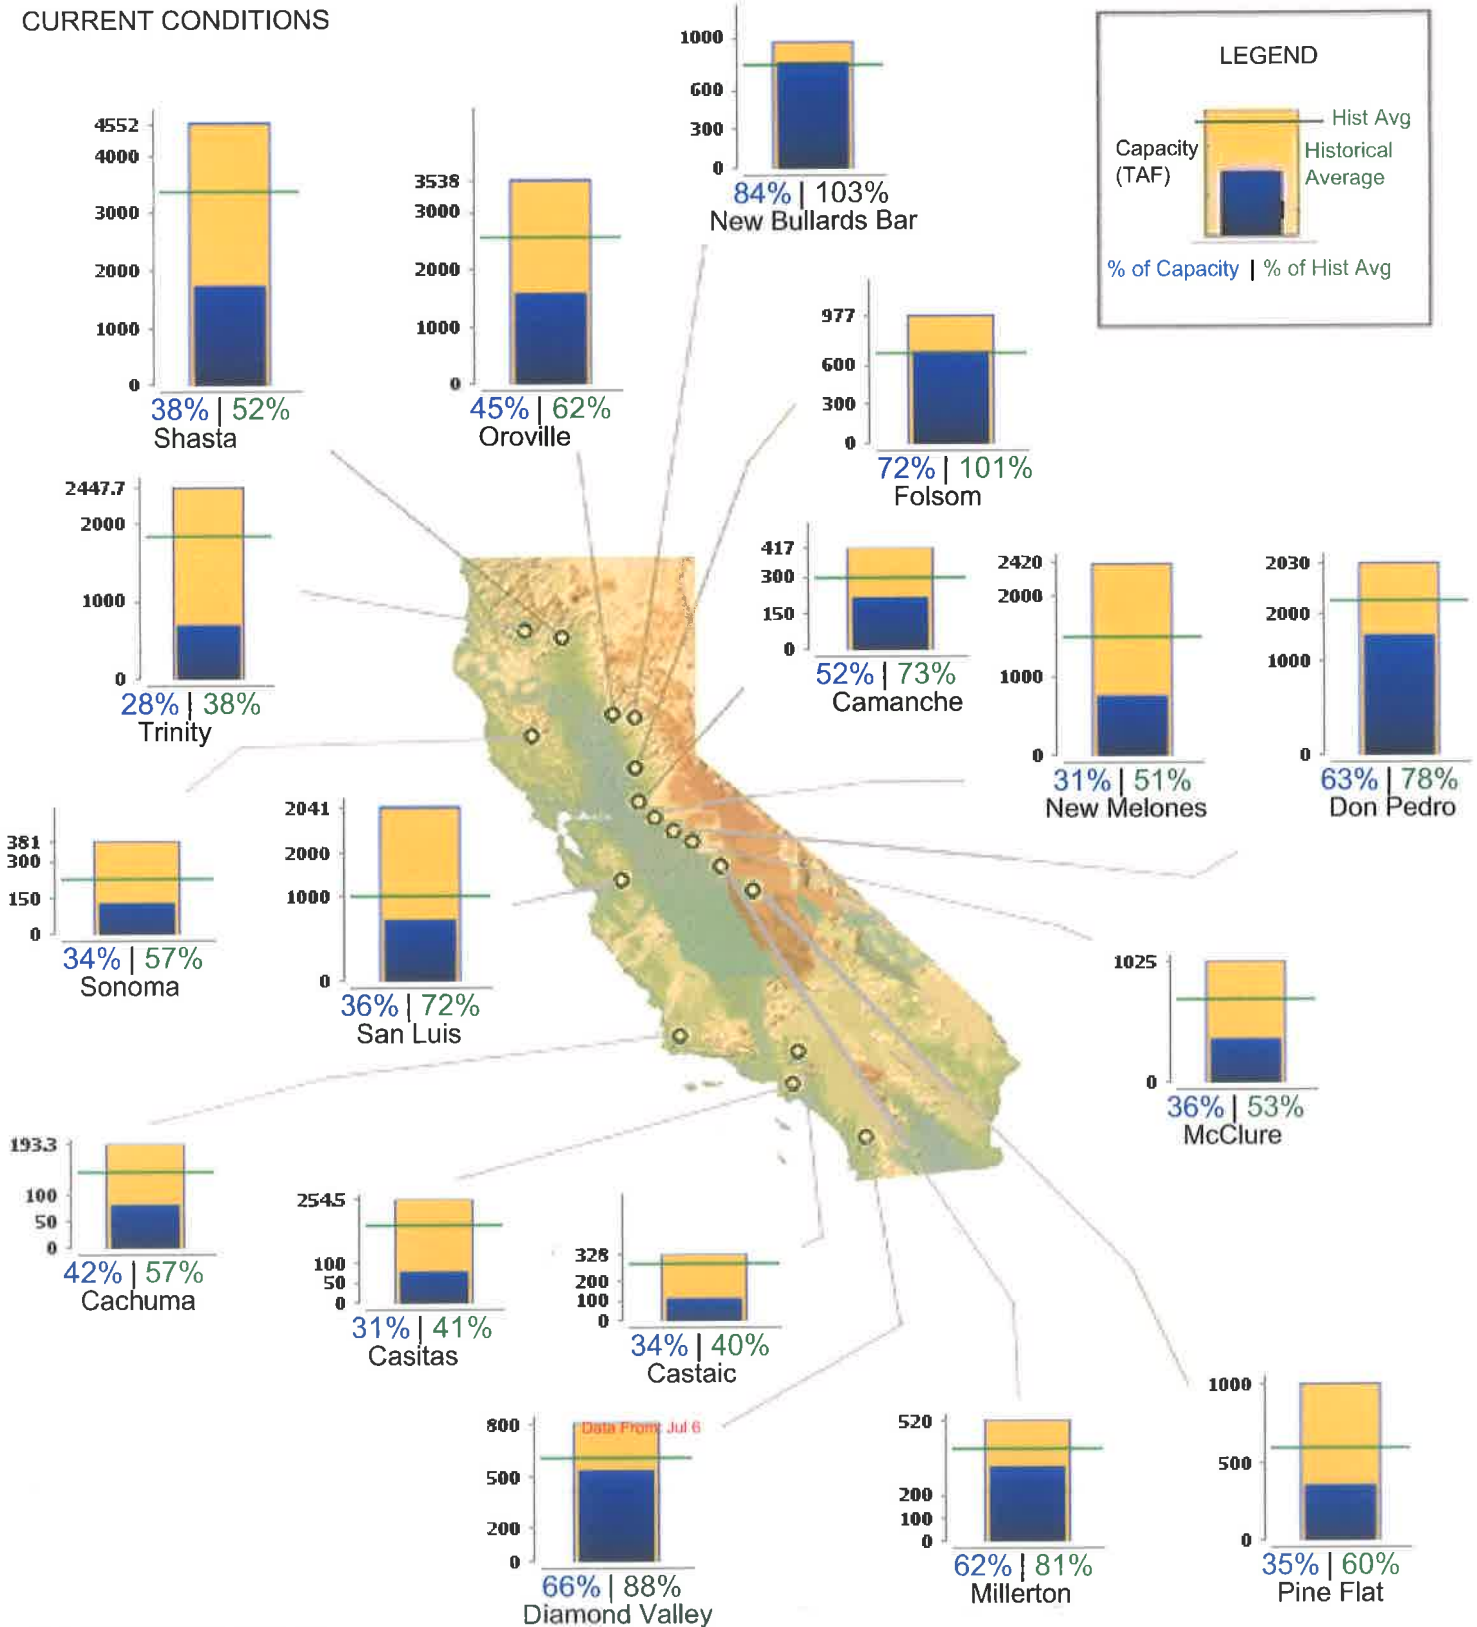 CURRENT CONDITIONS
1000
600
300
0
84% | 103%
New Bullards Bar
LEGEND
Hist Avg
Capacity
(TAF)
Historical
Average
% of Capacity | % of Hist Avg
4552
4000
3000
2000
1000
0
38% | 52%
Shasta
3538
3000
2000
1000
0
45% | 62%
Oroville
977
600
300
0
72% | 101%
Folsom
2447.7
2000
1000
0
28% | 38%
Trinity
417
300
150
0
52% | 73%
Camanche
2420
2000
1000
0
31% | 51%
New Melones
2030
2000
1000
0
63% | 78%
Don Pedro
381
300
150
0
34% | 57%
Sonoma
2041
2000
1000
0
36% | 72%
San Luis
1025
0
36% | 53%
McClure
193.3
100
50
0
42% | 57%
Cachuma
254.5
100
50
0
31% | 41%
Casitas
328
200
100
0
34% | 40%
Castaic
800
Data From: Jul 6
500
200
0
66% | 88%
Diamond Valley
520
200
100
0
62% | 81%
Millerton
1000
500
0
35% | 60%
Pine Flat